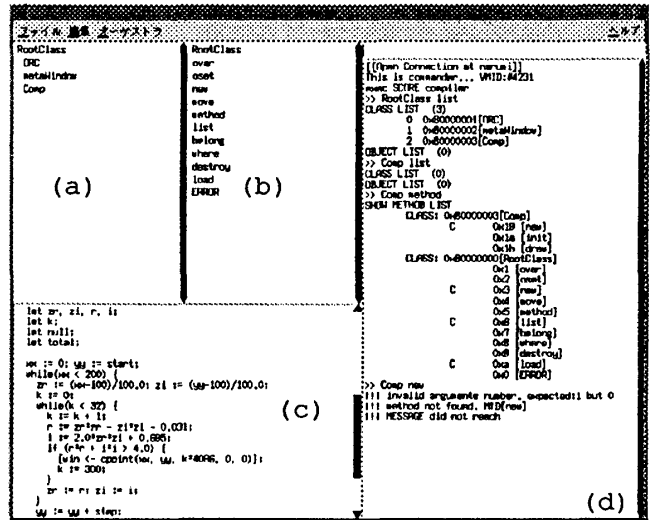 ファイル 編集 オーケストラ ヘルプ
RootClass
ORC
metaWindow
Comp
(a)
RootClass
over
oset
new
move
method
list
belong
where
destroy
load
ERROR
(b)
let zr, zi, r, i;
let k;
let null;
let total;
xx := 0; yy := start;
while(xx < 200) {
zr := (xx-100)/100.0; zi := (yy-100)/100.0;
k := 0;
while(k < 32) {
k := k + 1;
r := zr*zr - zi*zi - 0.031;
i := 2.0*zr*zi + 0.695;
if (r*r + i*i > 4.0) {
[win <- cpoint(xx, yy, k*4096, 0, 0)];
k := 300;
}
zr := r; zi := i;
}
yy := yy + step;
(c)
[[Open Connection at narumi]]
This is commander... VMID:#4231
SCORE compiler
>> RootClass list
CLASS LIST (3)
0 0x80000001[ORC]
1 0x80000002[metaWindow]
2 0x80000003[Comp]
OBJECT LIST (0)
>> Comp list
CLASS LIST (0)
OBJECT LIST (0)
>> Comp method
SHOW METHOD LIST
CLASS: 0x80000003[Comp]
C 0x19 [new]
0x1a [init]
0x1b [draw]
CLASS: 0x80000000[RootClass]
0x1 [over]
0x2 [oset]
C 0x3 [new]
0x4 [move]
0x5 [method]
C 0x6 [list]
0x7 [belong]
0x8 [where]
0x9 [destroy]
C 0xa [load]
0x0 [ERROR]
>> Comp new
!!! invalid arguments number, expected:1 but 0
!!! method not found. MID[new]
!!! MESSAGE did not reach
(d)